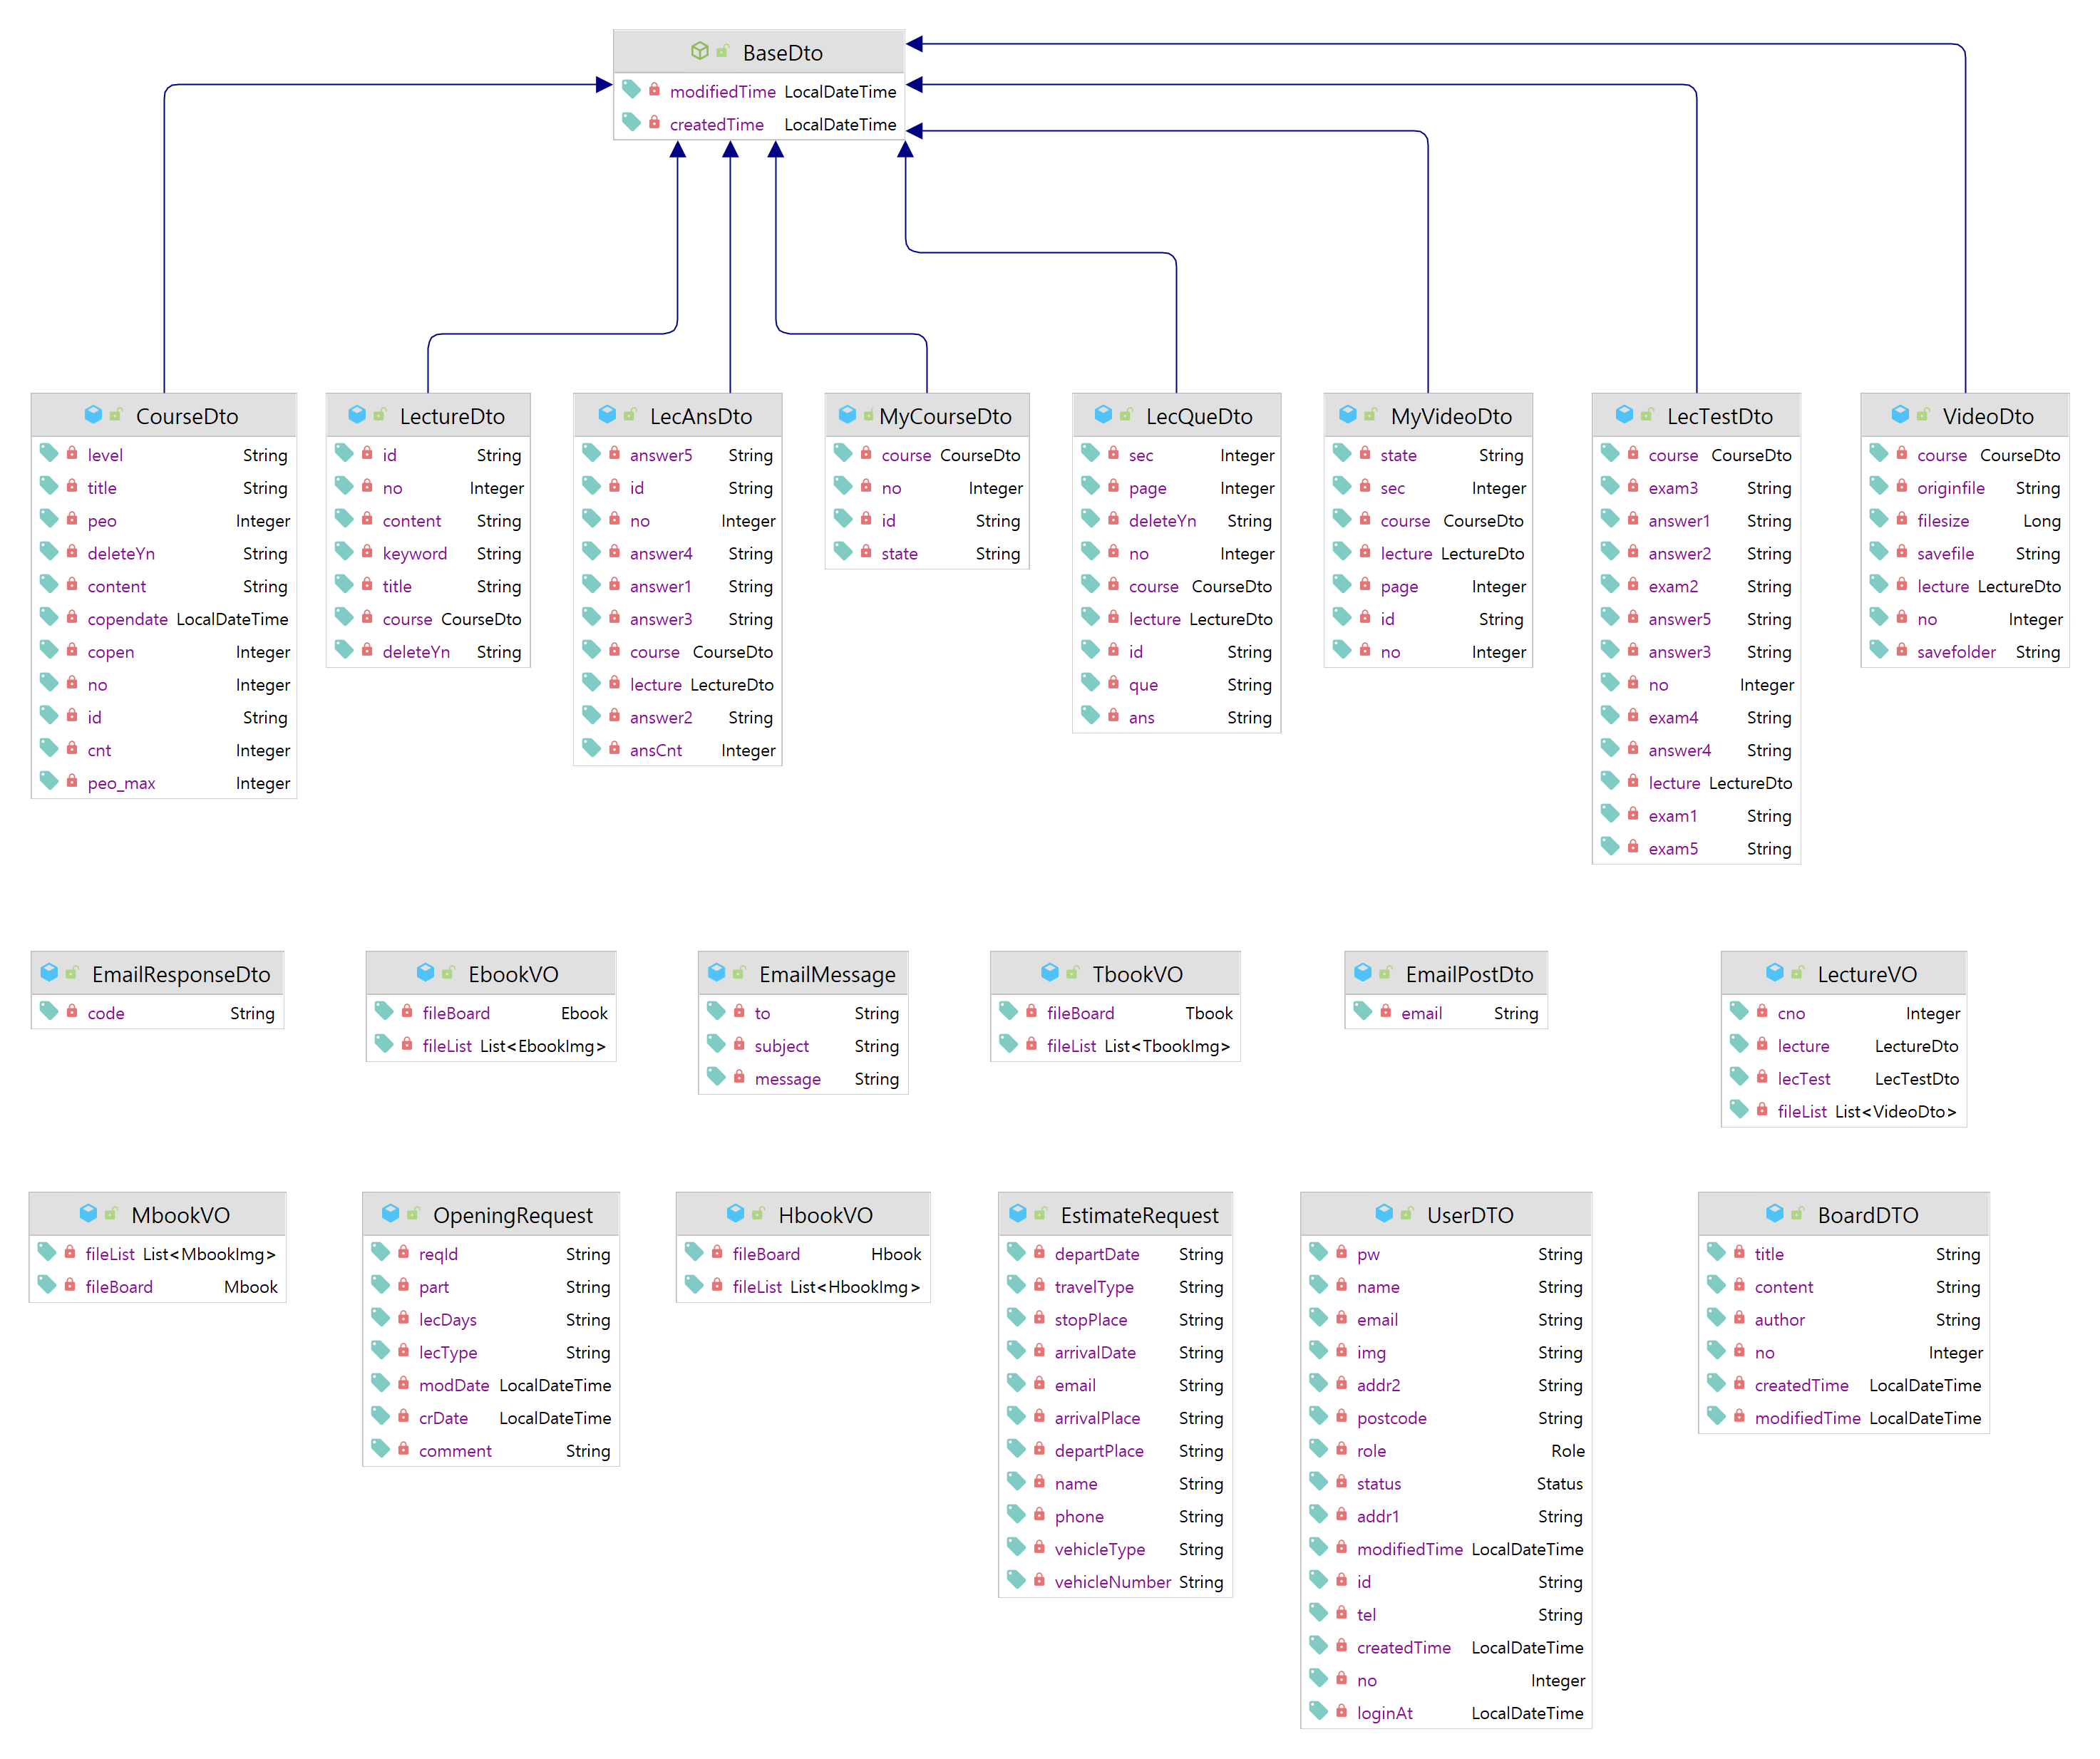 BaseDto
modifiedTime LocalDateTime
createdTime LocalDateTime
CourseDto
level String
title String
peo Integer
deleteYn String
content String
copendate LocalDateTime
copen Integer
no Integer
id String
cnt Integer
peo_max Integer
LectureDto
id String
no Integer
content String
keyword String
title String
course CourseDto
deleteYn String
LecAnsDto
answer5 String
id String
no Integer
answer4 String
answer1 String
answer3 String
course CourseDto
lecture LectureDto
answer2 String
ansCnt Integer
MyCourseDto
course CourseDto
no Integer
id String
state String
LecQueDto
sec Integer
page Integer
deleteYn String
no Integer
course CourseDto
lecture LectureDto
id String
que String
ans String
MyVideoDto
state String
sec Integer
course CourseDto
lecture LectureDto
page Integer
id String
no Integer
LecTestDto
course CourseDto
exam3 String
answer1 String
answer2 String
exam2 String
answer5 String
answer3 String
no Integer
exam4 String
answer4 String
lecture LectureDto
exam1 String
exam5 String
VideoDto
course CourseDto
originfile String
filesize Long
savefile String
lecture LectureDto
no Integer
savefolder String
EmailResponseDto
code String
EbookVO
fileBoard Ebook
fileList List<EbookImg>
EmailMessage
to String
subject String
message String
TbookVO
fileBoard Tbook
fileList List<TbookImg>
EmailPostDto
email String
LectureVO
cno Integer
lecture LectureDto
lecTest LecTestDto
fileList List<VideoDto>
MbookVO
fileList List<MbookImg>
fileBoard Mbook
OpeningRequest
reqId String
part String
lecDays String
lecType String
modDate LocalDateTime
crDate LocalDateTime
comment String
HbookVO
fileBoard Hbook
fileList List<HbookImg>
EstimateRequest
departDate String
travelType String
stopPlace String
arrivalDate String
email String
arrivalPlace String
departPlace String
name String
phone String
vehicleType String
vehicleNumber String
UserDTO
pw String
name String
email String
img String
addr2 String
postcode String
role Role
status Status
addr1 String
modifiedTime LocalDateTime
id String
tel String
createdTime LocalDateTime
no Integer
loginAt LocalDateTime
BoardDTO
title String
content String
author String
no Integer
createdTime LocalDateTime
modifiedTime LocalDateTime